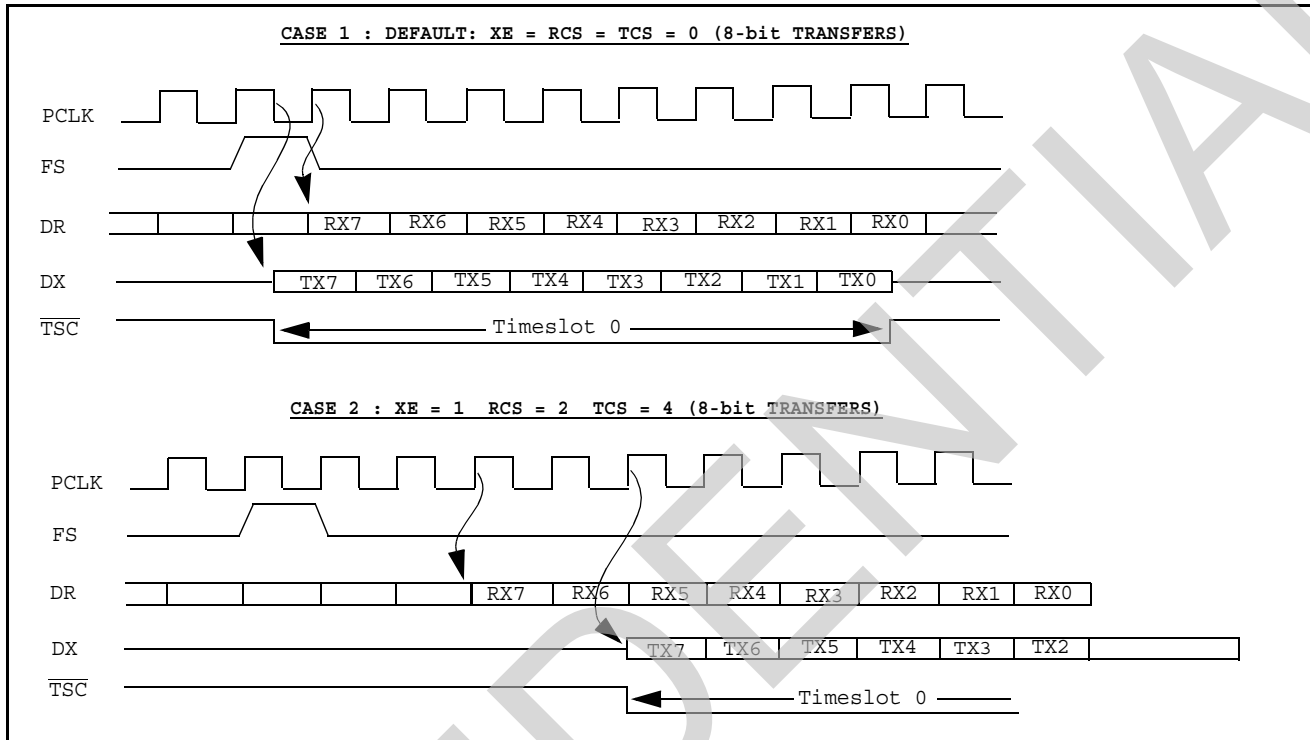 CASE 1 : DEFAULT: XE = RCS = TCS = 0 (8-bit TRANSFERS)
PCLK
FS
DR RX7 RX6 RX5 RX4 RX3 RX2 RX1 RX0
DX TX7 TX6 TX5 TX4 TX3 TX2 TX1 TX0
TSC Timeslot 0
CASE 2 : XE = 1 RCS = 2 TCS = 4 (8-bit TRANSFERS)
PCLK
FS
DR RX7 RX6 RX5 RX4 RX3 RX2 RX1 RX0
DX TX7 TX6 TX5 TX4 TX3 TX2
TSC Timeslot 0
IDENTIA